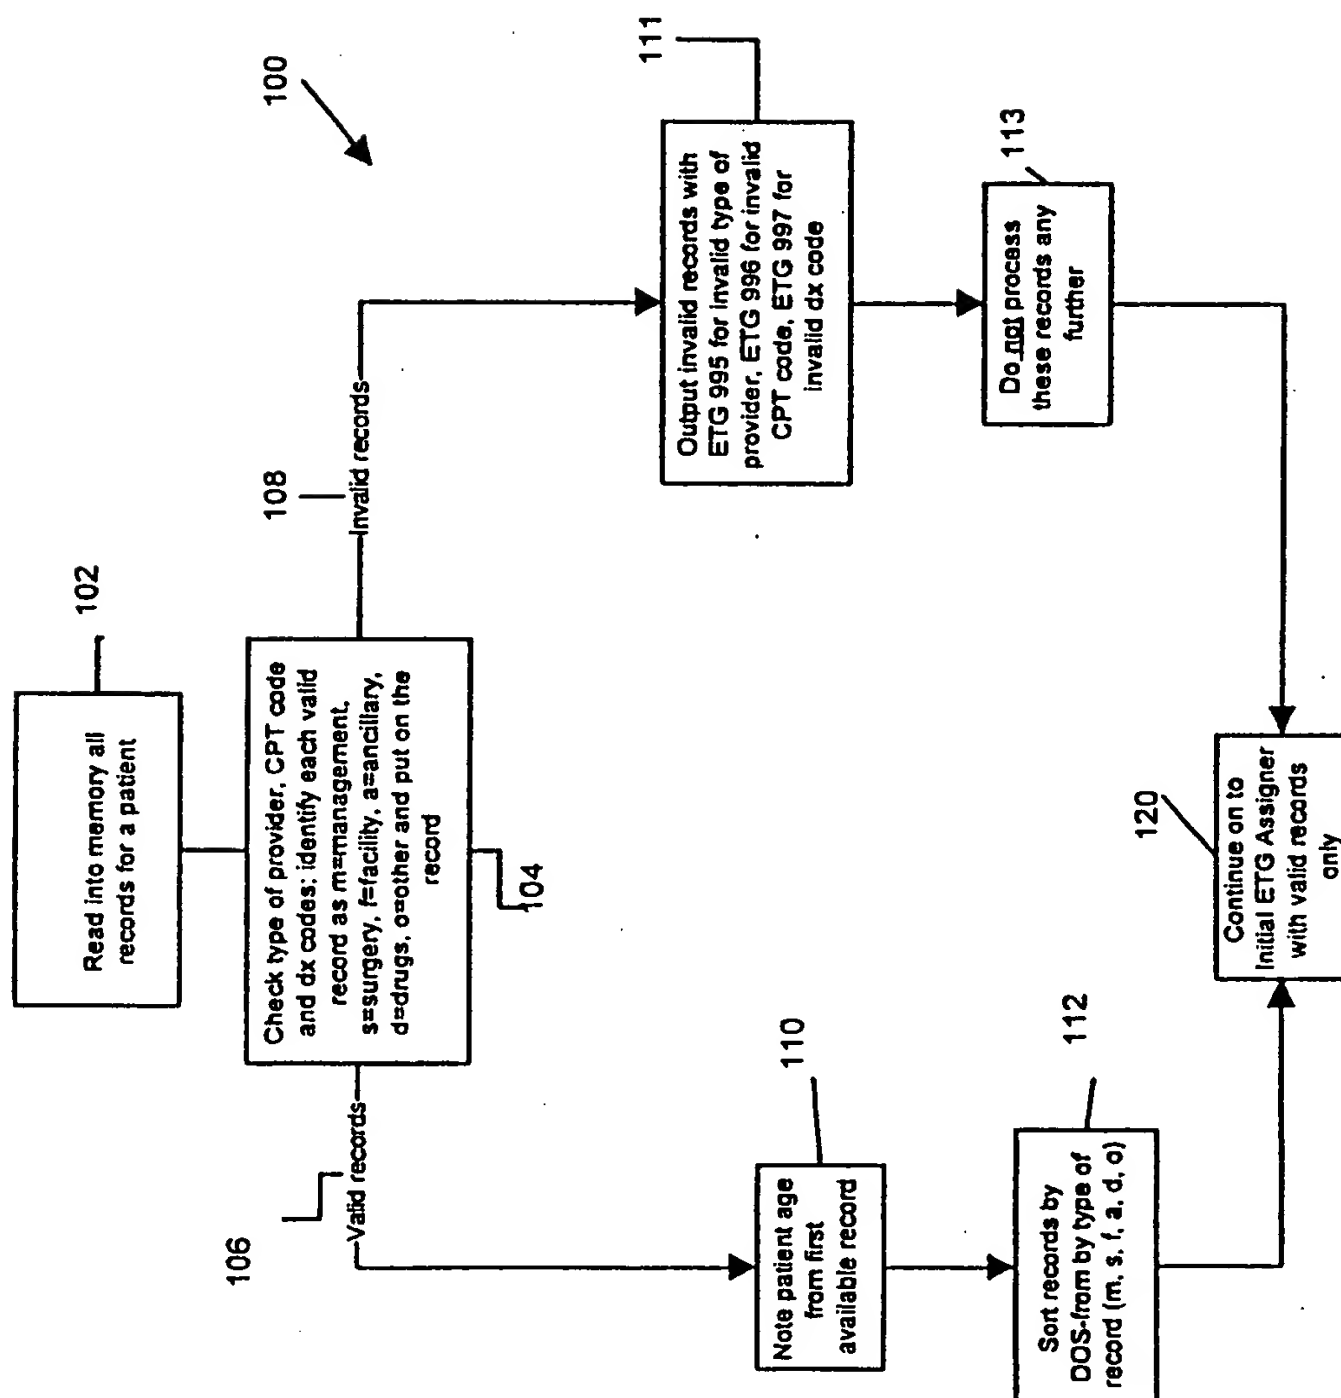 100
102
Read into memory all
records for a patient
Check type of provider, CPT code
and dx codes; identify each valid
record as m=management,
s=surgery, f=facility, a=ancillary,
d=drugs, o=other and put on the
record
104
106
Valid records
108
Invalid records
110
Note patient age
from first
available record
112
Sort records by
DOS-from by type of
record (m, s, f, a, d, o)
111
Output invalid records with
ETG 995 for invalid type of
provider, ETG 996 for invalid
CPT code, ETG 997 for
invalid dx code
113
Do not process
these records any
further
120
Continue on to
Initial ETG Assigner
with valid records
only